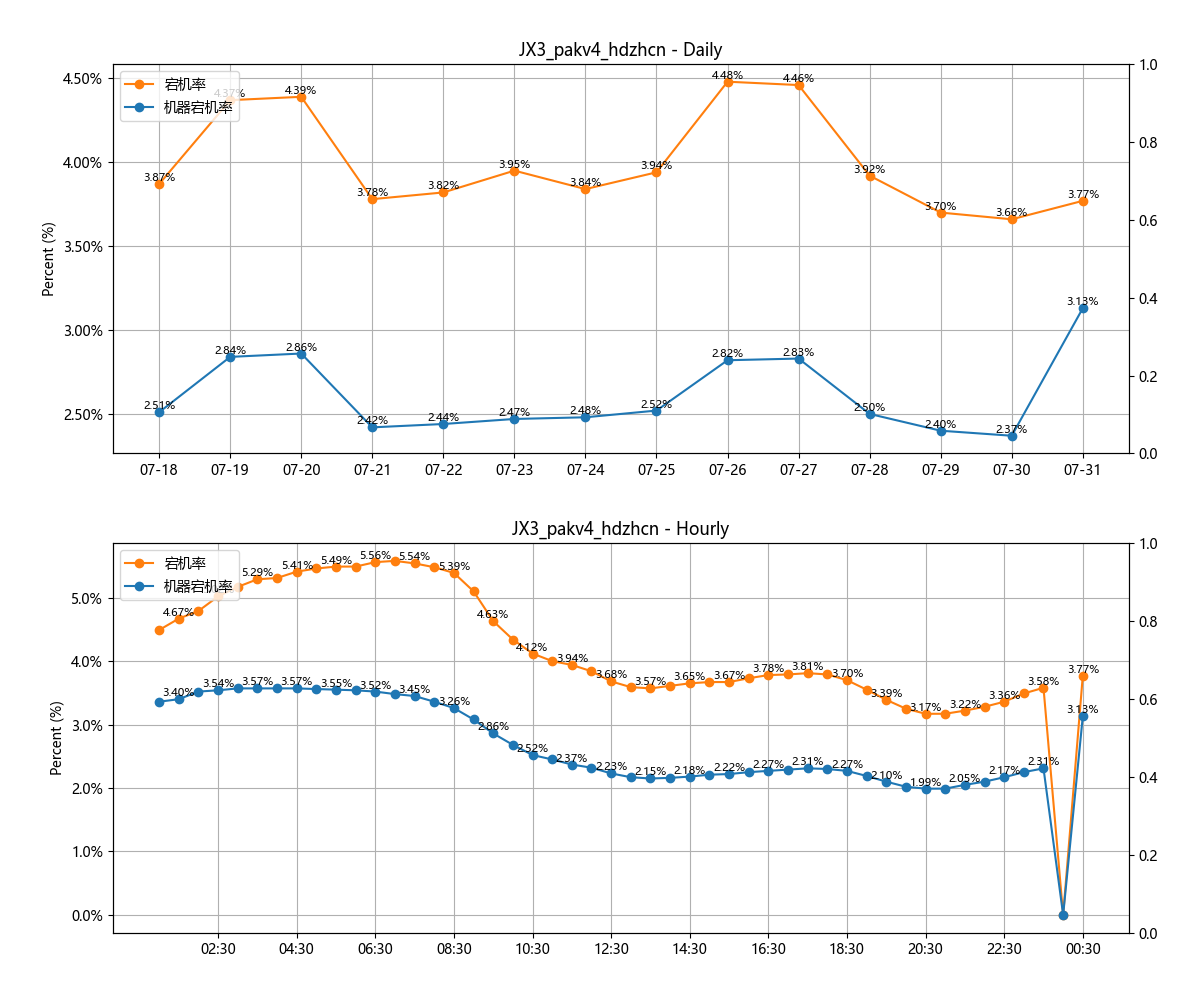 JX3_pakv4_hdzhcn - Daily
宕机率
机器宕机率
Percent (%)
4.50%
4.00%
3.50%
3.00%
2.50%
1.0
0.8
0.6
0.4
0.2
0.0
3.87% 4.37% 4.39% 3.78% 3.82% 3.95% 3.84% 3.94% 4.48% 4.46% 3.92% 3.70% 3.66% 3.77%
2.51% 2.84% 2.86% 2.42% 2.44% 2.47% 2.48% 2.52% 2.82% 2.83% 2.50% 2.40% 2.37% 3.13%
07-18 07-19 07-20 07-21 07-22 07-23 07-24 07-25 07-26 07-27 07-28 07-29 07-30 07-31
JX3_pakv4_hdzhcn - Hourly
宕机率
机器宕机率
Percent (%)
5.0%
4.0%
3.0%
2.0%
1.0%
0.0%
1.0
0.8
0.6
0.4
0.2
0.0
4.67% 5.29% 5.41% 5.49% 5.56% 5.54% 5.39% 4.63% 4.12% 3.94% 3.68% 3.57% 3.65% 3.67% 3.78% 3.81% 3.70% 3.39% 3.17% 3.22% 3.36% 3.58% 3.77%
3.40% 3.54% 3.57% 3.57% 3.55% 3.52% 3.45% 3.26% 2.86% 2.52% 2.37% 2.23% 2.15% 2.18% 2.22% 2.27% 2.31% 2.27% 2.10% 1.99% 2.05% 2.17% 2.31% 3.13%
02:30 04:30 06:30 08:30 10:30 12:30 14:30 16:30 18:30 20:30 22:30 00:30